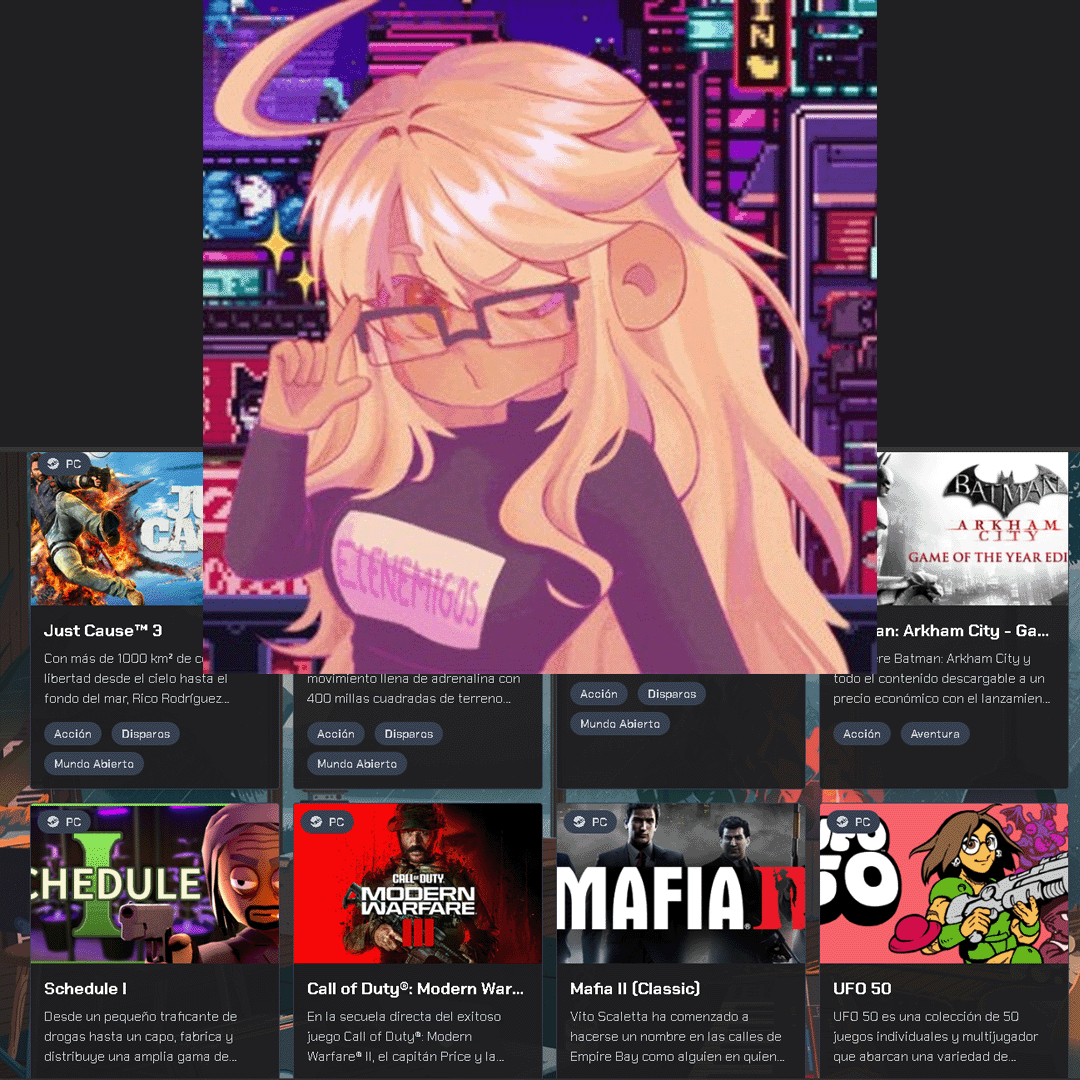 IN
ELENEMIGOS
PC
JU
CA
BATMAN
ARKHAM
CITY
GAME OF THE YEAR EDI
Just Cause™ 3
Con más de 1000 km² de c
libertad desde el cielo hasta el
fondo del mar, Rico Rodríguez...
Acción
Disparos
Mundo Abierto
movimiento llena de adrenalina con
400 millas cuadradas de terreno...
Acción
Disparos
Mundo Abierto
Acción
Disparos
Mundo Abierto
an: Arkham City - Ga...
ere Batman: Arkham City y
todo el contenido descargable a un
precio económico con el lanzamien...
Acción
Aventura
PC
SCHEDULE
I
Schedule I
Desde un pequeño traficante de
drogas hasta un capo, fabrica y
distribuye una amplia gama de...
PC
CALL OF DUTY
MODERN
WARFARE
III
Call of Duty®: Modern War...
En la secuela directa del exitoso
juego Call of Duty®: Modern
Warfare® II, el capitán Price y la...
PC
MAFIA II
Mafia II (Classic)
Vito Scaletta ha comenzado a
hacerse un nombre en las calles de
Empire Bay como alguien en quien...
PC
50
UFO 50
UFO 50 es una colección de 50
juegos individuales y multijugador
que abarcan una variedad de...